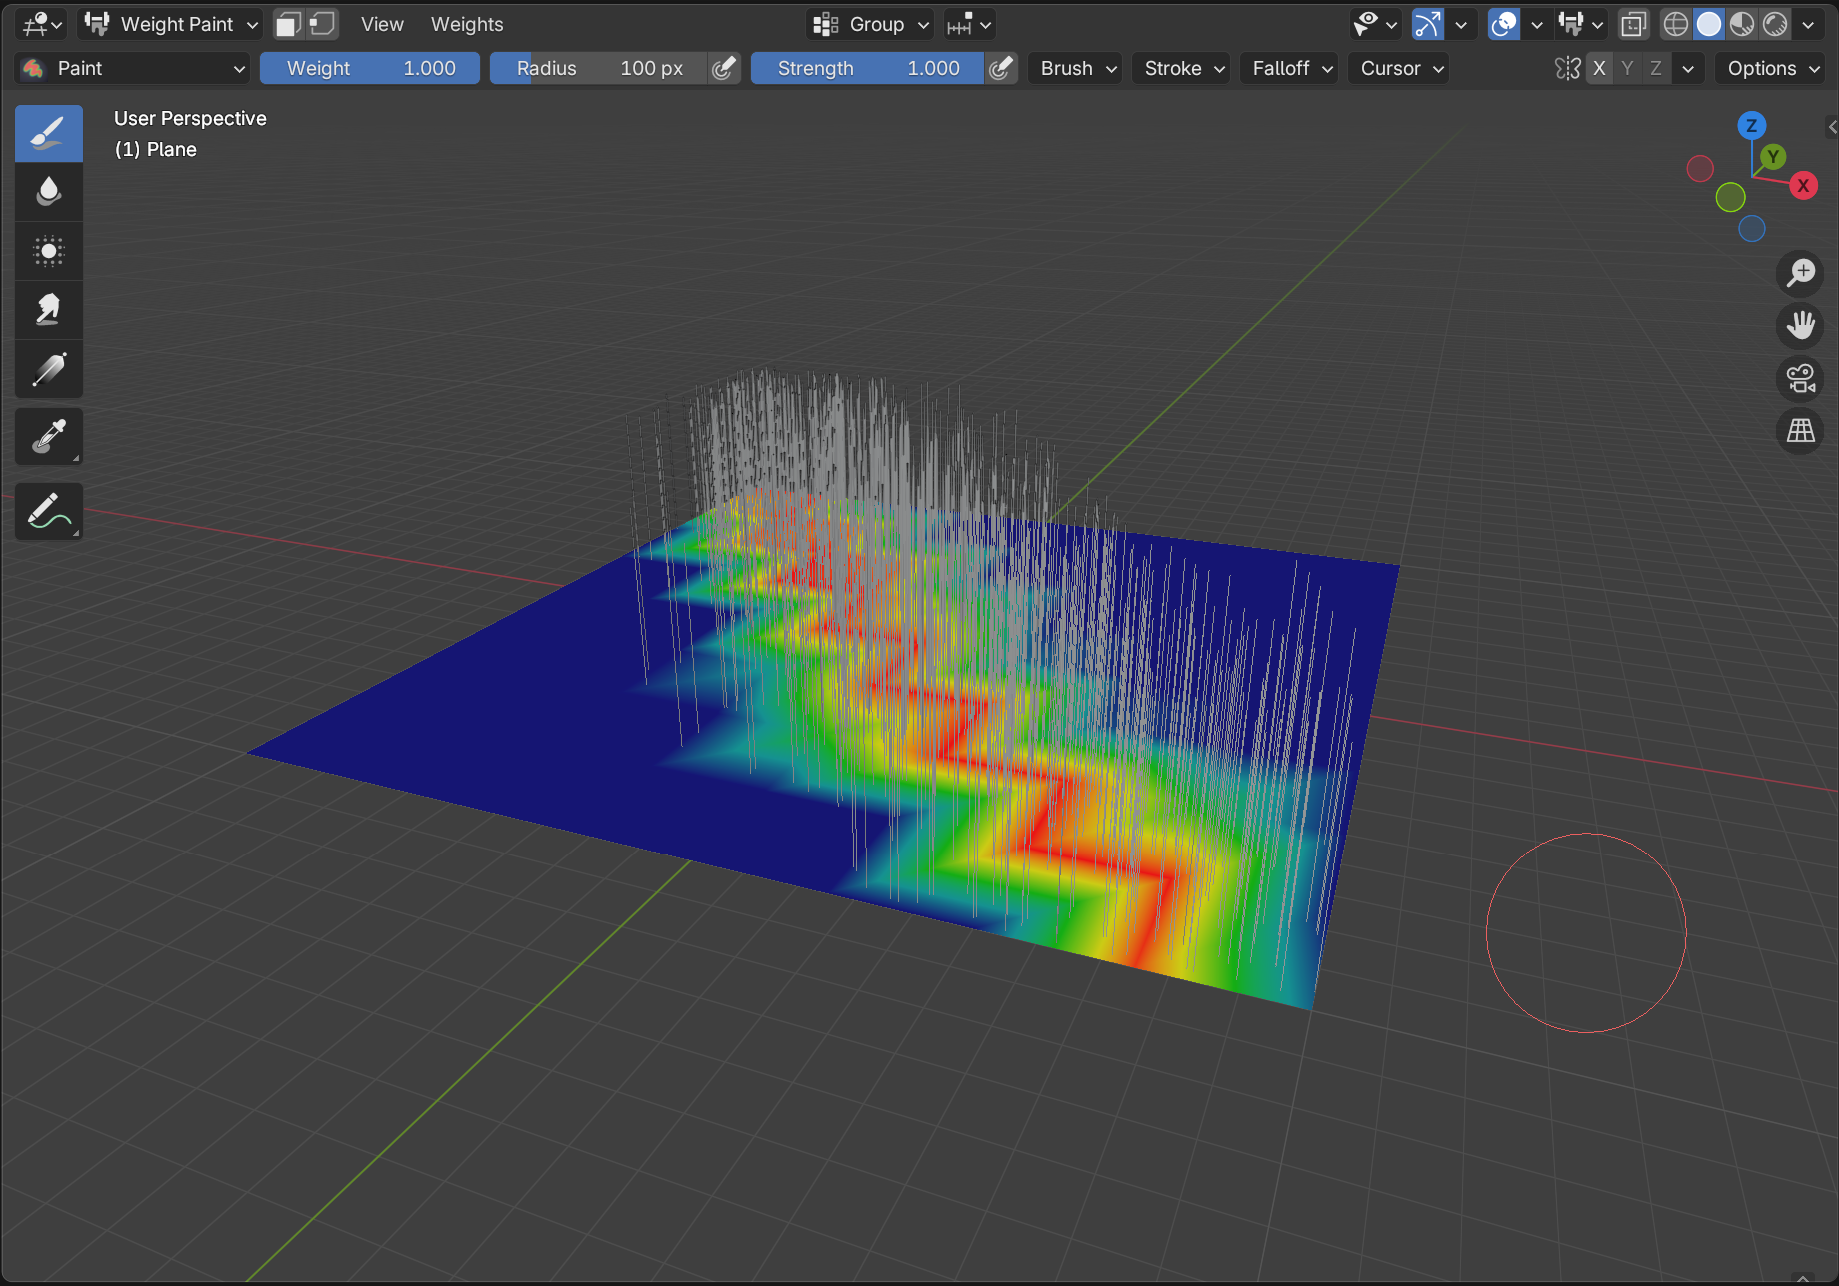 Weight Paint View Weights Group
Paint Weight 1.000 Radius 100 px Strength 1.000 Brush Stroke Falloff Cursor X Y Z Options
User Perspective
(1) Plane
Z
Y
X